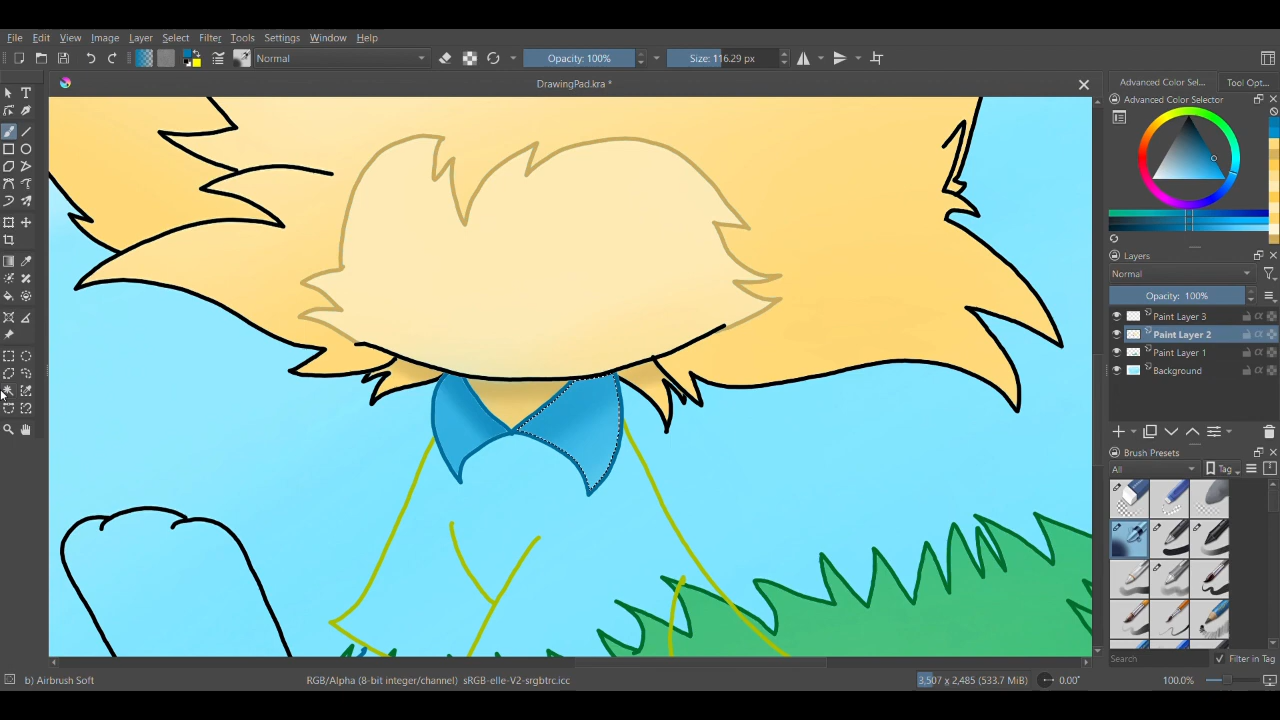 File Edit View Image Layer Select Filter Tools Settings Window Help
Normal Opacity: 100% Size: 116.29 px
DrawingPad.kra *
Advanced Color Sel... Tool Opt...
Advanced Color Selector
Layers
Normal
Opacity: 100%
Paint Layer 3
Paint Layer 2
Paint Layer 1
Background
Brush Presets
All Tag
Search Filter in Tag
b) Airbrush Soft RGB/Alpha (8-bit integer/channel) sRGB-elle-V2-srgbtrc.icc 3,507 x 2,485 (533.7 MiB) 0.00° 100.0%